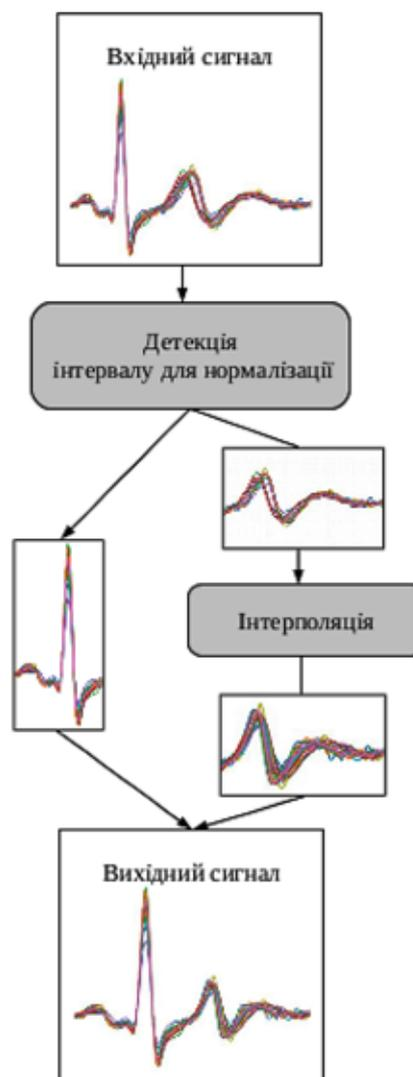 Вхідний сигнал
Детекція
інтервалу для нормалізації
Інтерполяція
Вихідний сигнал